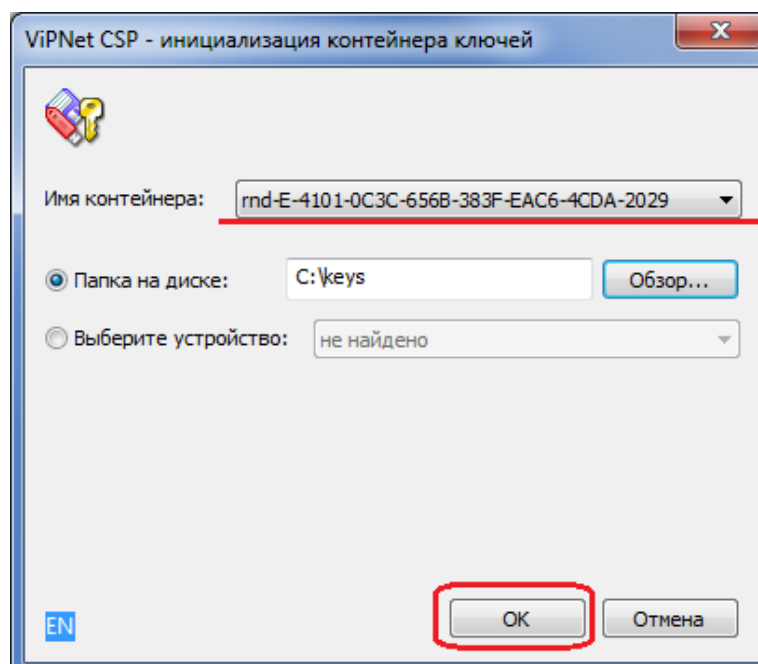 ViPNet CSP - инициализация контейнера ключей
Имя контейнера: rnd-E-4101-0C3C-656B-383F-EAC6-4CDA-2029
Папка на диске: C:\keys Обзор...
Выберите устройство: не найдено
EN OK Отмена